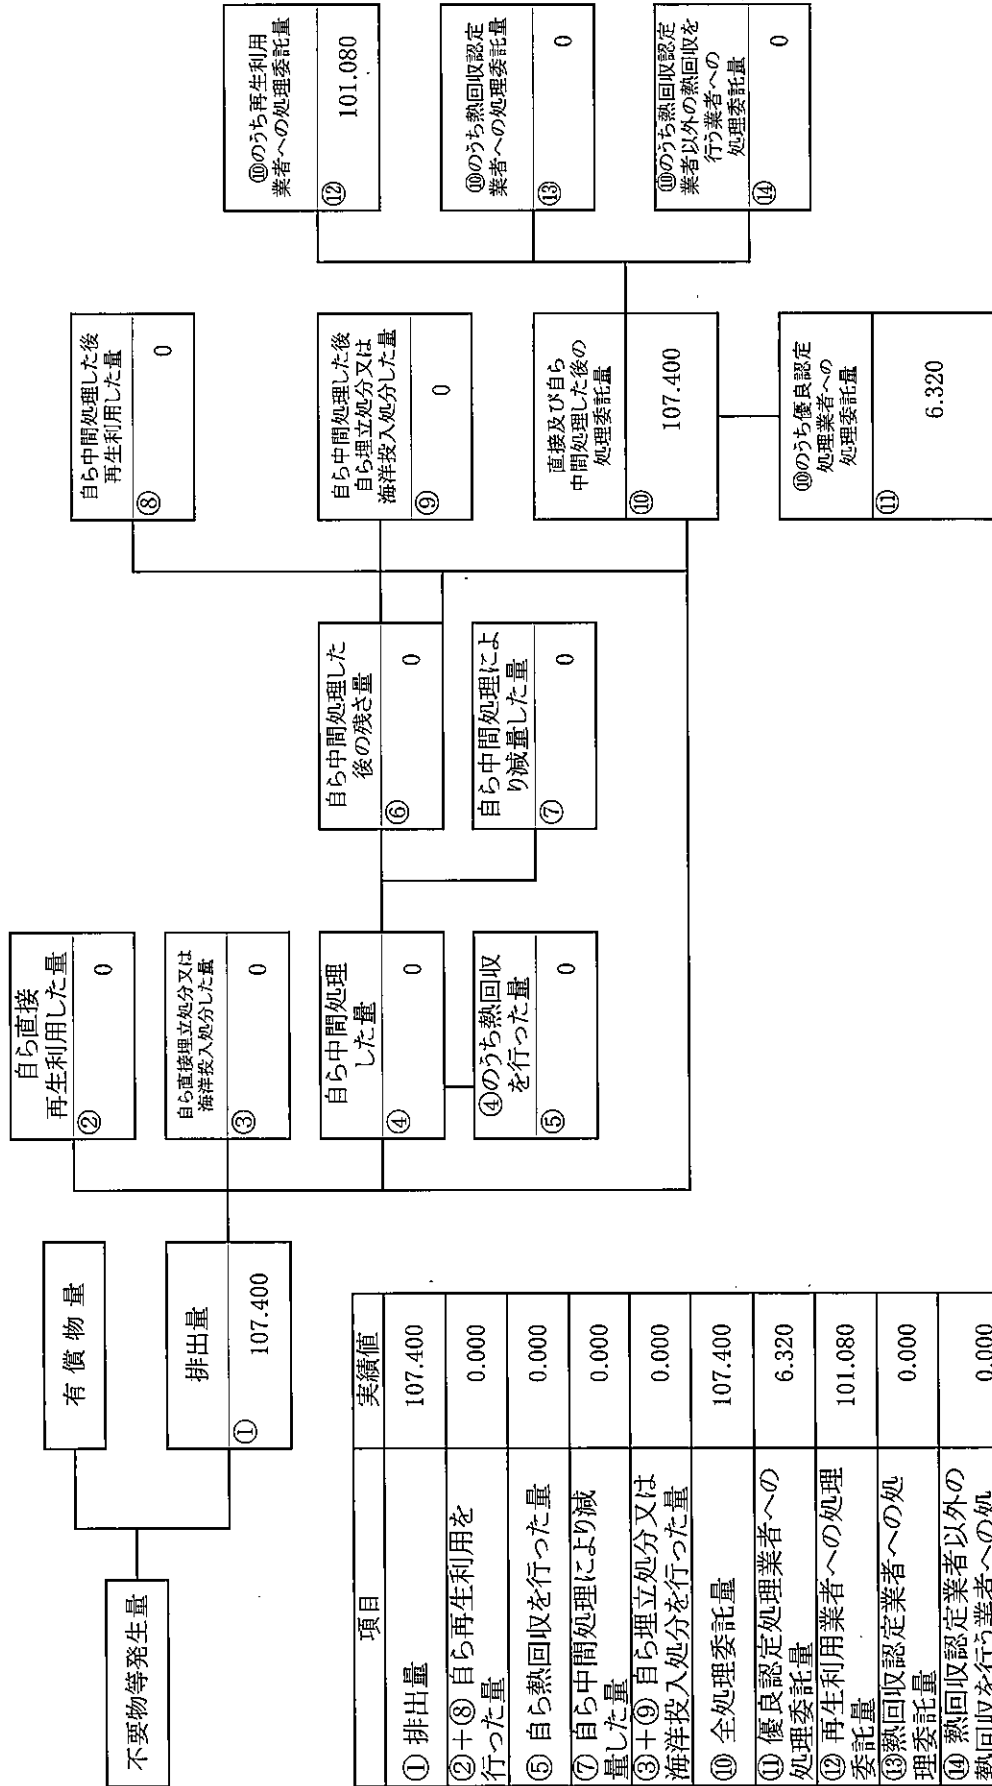 不要物等発生量
有 償 物 量
排出量
①
107.400
自ら直接
再生利用した量
②
0
自ら直接埋立処分又は
海洋投入処分した量
③
0
自ら中間処理
した量
④
0
④のうち熱回収
を行った量
⑤
0
自ら中間処理した
後の残さ量
⑥
0
自ら中間処理によ
り減量した量
⑦
0
自ら中間処理した後
再生利用した量
⑧
0
自ら中間処理した後
自ら埋立処分又は
海洋投入処分した量
⑨
0
直接及び自ら
中間処理した後の
処理委託量
⑩
107.400
⑩のうち優良認定
処理業者への
処理委託量
⑪
6.320
⑩のうち再生利用
業者への処理委託量
⑫
101.080
⑩のうち熱回収認定
業者への処理委託量
⑬
0
⑩のうち熱回収認定
業者以外の熱回収を
行う業者への
処理委託量
⑭
0
項目 実績値
① 排出量 107.400
②+⑧ 自ら再生利用を
行った量 0.000
⑤ 自ら熱回収を行った量 0.000
⑦ 自ら中間処理により減
量した量 0.000
③+⑨ 自ら埋立処分又は
海洋投入処分を行った量 0.000
⑩ 全処理委託量 107.400
⑪ 優良認定処理業者への
処理委託量 6.320
⑫ 再生利用業者への処理
委託量 101.080
⑬熱回収認定業者への処
理委託量 0.000
⑭ 熱回収認定業者以外の
熱回収を行う業者への処 0.000